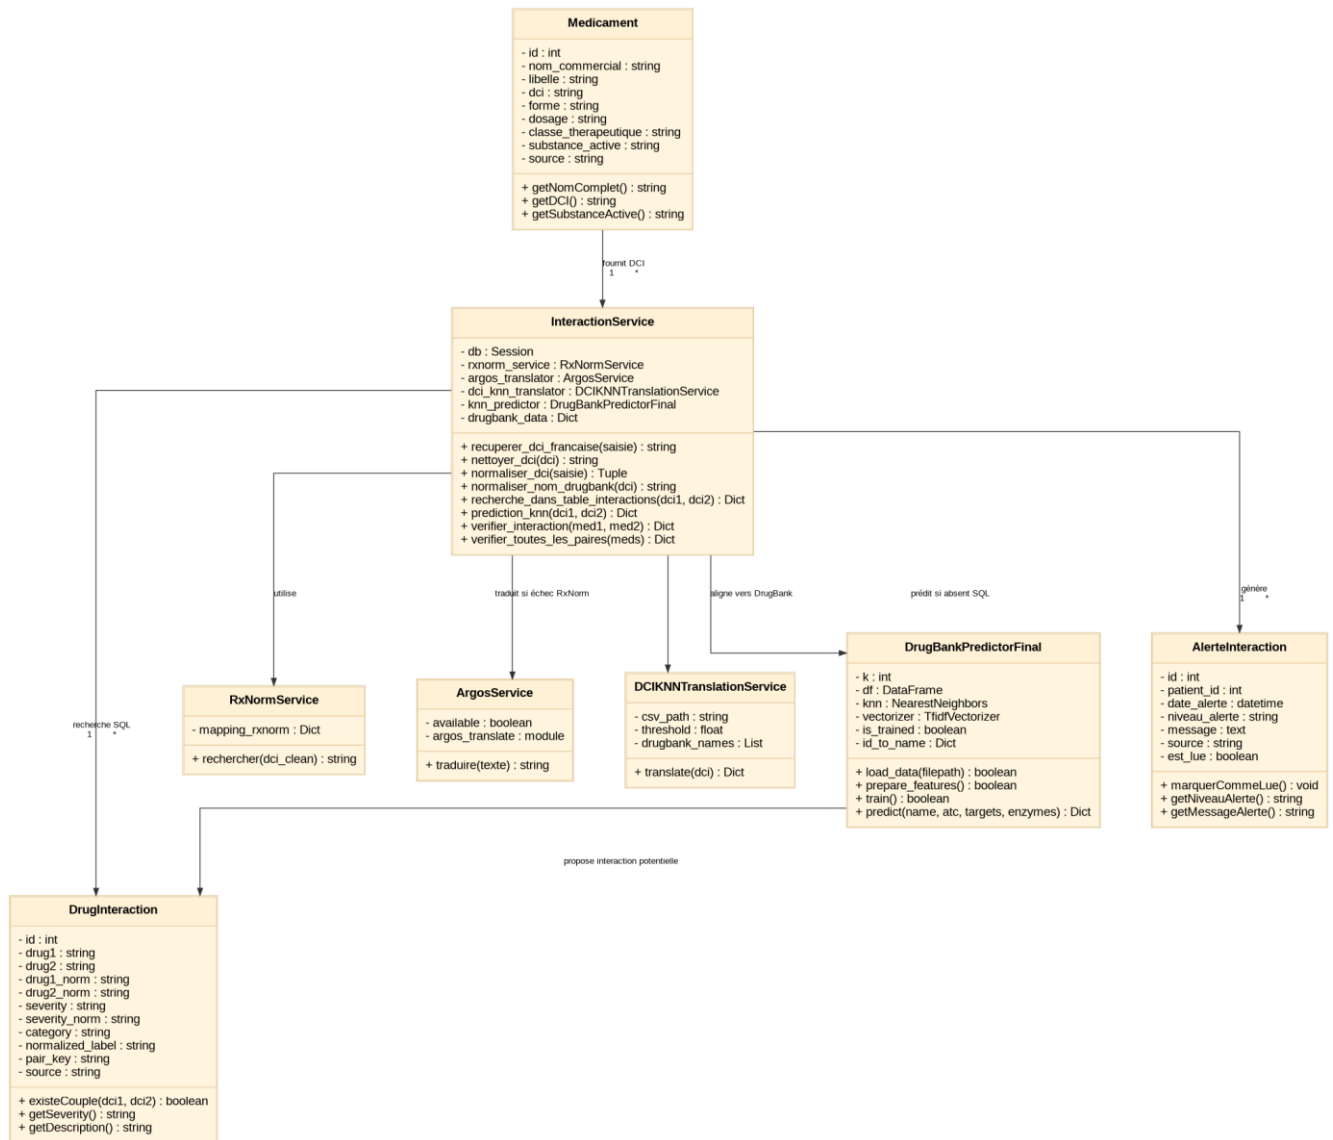 Medicament
- id : int
- nom_commercial : string
- libelle : string
- dci : string
- forme : string
- dosage : string
- classe_therapeutique : string
- substance_active : string
- source : string
+ getNomComplet() : string
+ getDCI() : string
+ getSubstanceActive() : string
fournit DCI
1 *
InteractionService
- db : Session
- rxnorm_service : RxNormService
- argos_translator : ArgosService
- dci_knn_translator : DCIKNNTranslationService
- knn_predictor : DrugBankPredictorFinal
- drugbank_data : Dict
+ recuperer_dci_francaise(saisie) : string
+ nettoyer_dci(dci) : string
+ normaliser_dci(saisie) : Tuple
+ normaliser_nom_drugbank(dci) : string
+ recherche_dans_table_interactions(dci1, dci2) : Dict
+ prediction_knn(dci1, dci2) : Dict
+ verifier_interaction(med1, med2) : Dict
+ verifier_toutes_les_paires(meds) : Dict
utilise
traduit si échec RxNorm
aligne vers DrugBank
prédit si absent SQL
génère
1 *
recherche SQL
1 *
RxNormService
- mapping_rxnorm : Dict
+ rechercher(dci_clean) : string
ArgosService
- available : boolean
- argos_translate : module
+ traduire(texte) : string
DCIKNNTranslationService
- csv_path : string
- threshold : float
- drugbank_names : List
+ translate(dci) : Dict
DrugBankPredictorFinal
- k : int
- df : DataFrame
- knn : NearestNeighbors
- vectorizer : TfidfVectorizer
- is_trained : boolean
- id_to_name : Dict
+ load_data(filepath) : boolean
+ prepare_features() : boolean
+ train() : boolean
+ predict(name, atc, targets, enzymes) : Dict
AlerteInteraction
- id : int
- patient_id : int
- date_alerte : datetime
- niveau_alerte : string
- message : text
- source : string
- est_lue : boolean
+ marquerCommeLue() : void
+ getNiveauAlerte() : string
+ getMessageAlerte() : string
propose interaction potentielle
DrugInteraction
- id : int
- drug1 : string
- drug2 : string
- drug1_norm : string
- drug2_norm : string
- severity : string
- severity_norm : string
- category : string
- normalized_label : string
- pair_key : string
- source : string
+ existeCouple(dci1, dci2) : boolean
+ getSeverity() : string
+ getDescription() : string